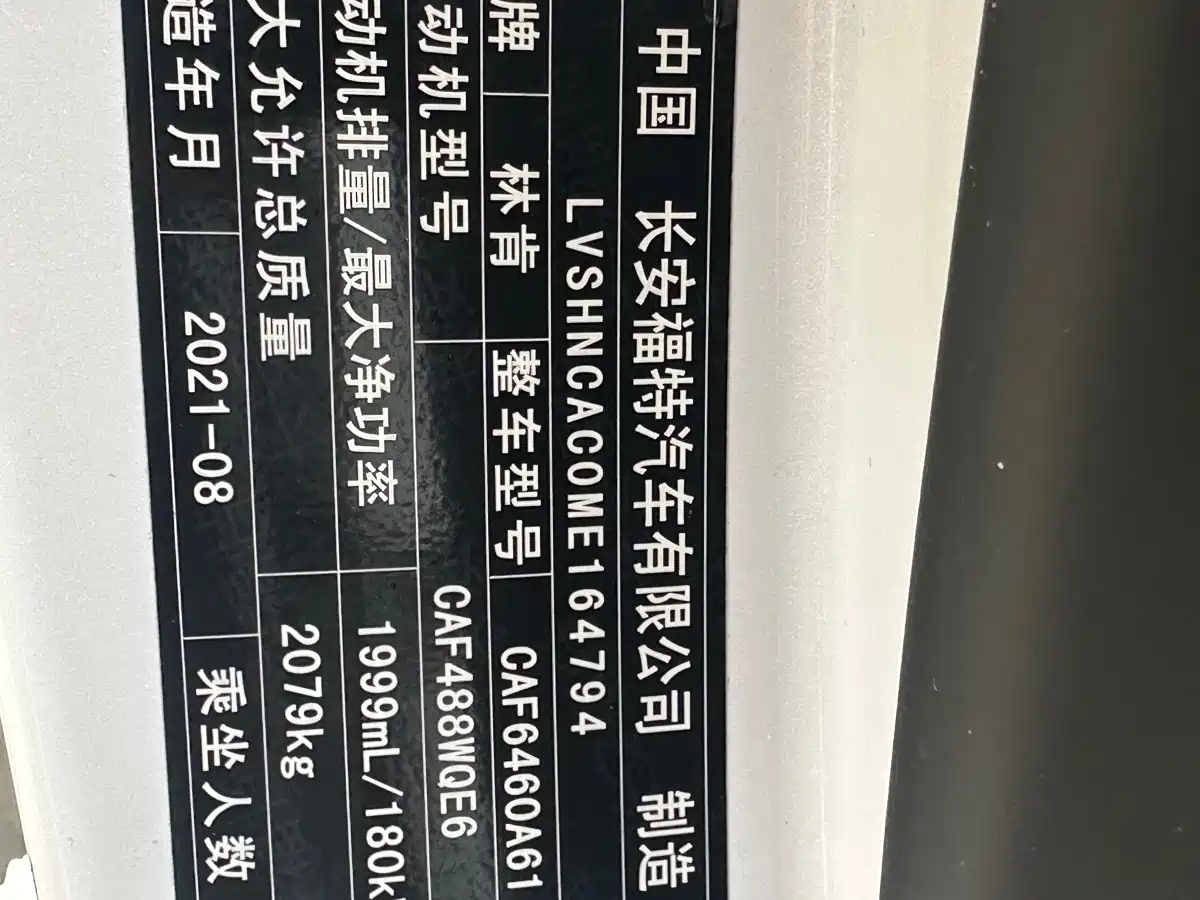 中国 长安福特汽车有限公司 制造
LVSHNCAC0ME164794
牌 林肯 整车型号 CAF6460A61
动机型号 CAF488WQE6
动机排量/最大净功率 1999mL/180k
大允许总质量 2079kg
造年月 2021-08 乘坐人数